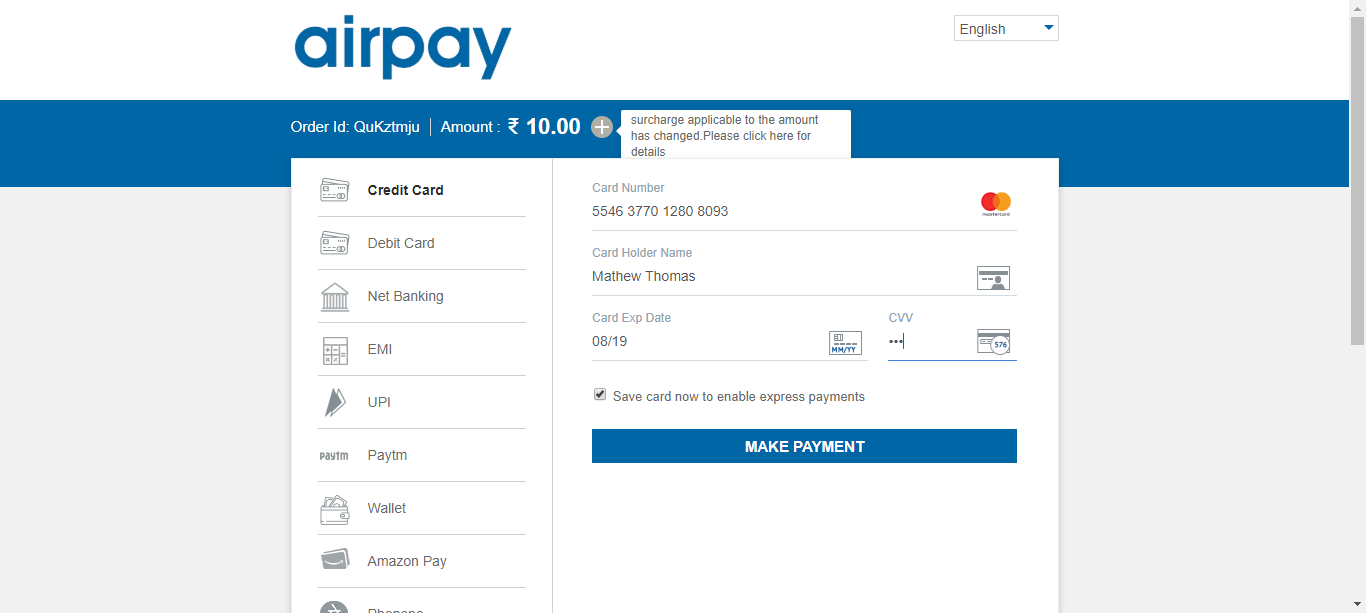 airpay
English
Order Id: QuKztmju | Amount : ₹ 10.00
surcharge applicable to the amount
has changed.Please click here for
details
Credit Card
Debit Card
Net Banking
EMI
UPI
paytm Paytm
Wallet
Amazon Pay
Phonepe
Card Number
5546 3770 1280 8093
mastercard
Card Holder Name
Mathew Thomas
Card Exp Date
08/19
MM/YY
CVV
•••
576
Save card now to enable express payments
MAKE PAYMENT